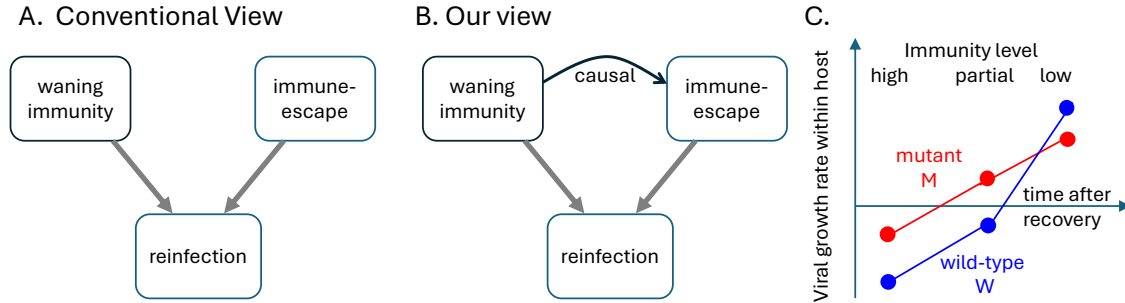 A. Conventional View
waning
immunity
immune-
escape
reinfection
B. Our view
waning
immunity
causal
immune-
escape
reinfection
C.
Viral growth rate within host
Immunity level
high partial low
mutant
M
time after
recovery
wild-type
W